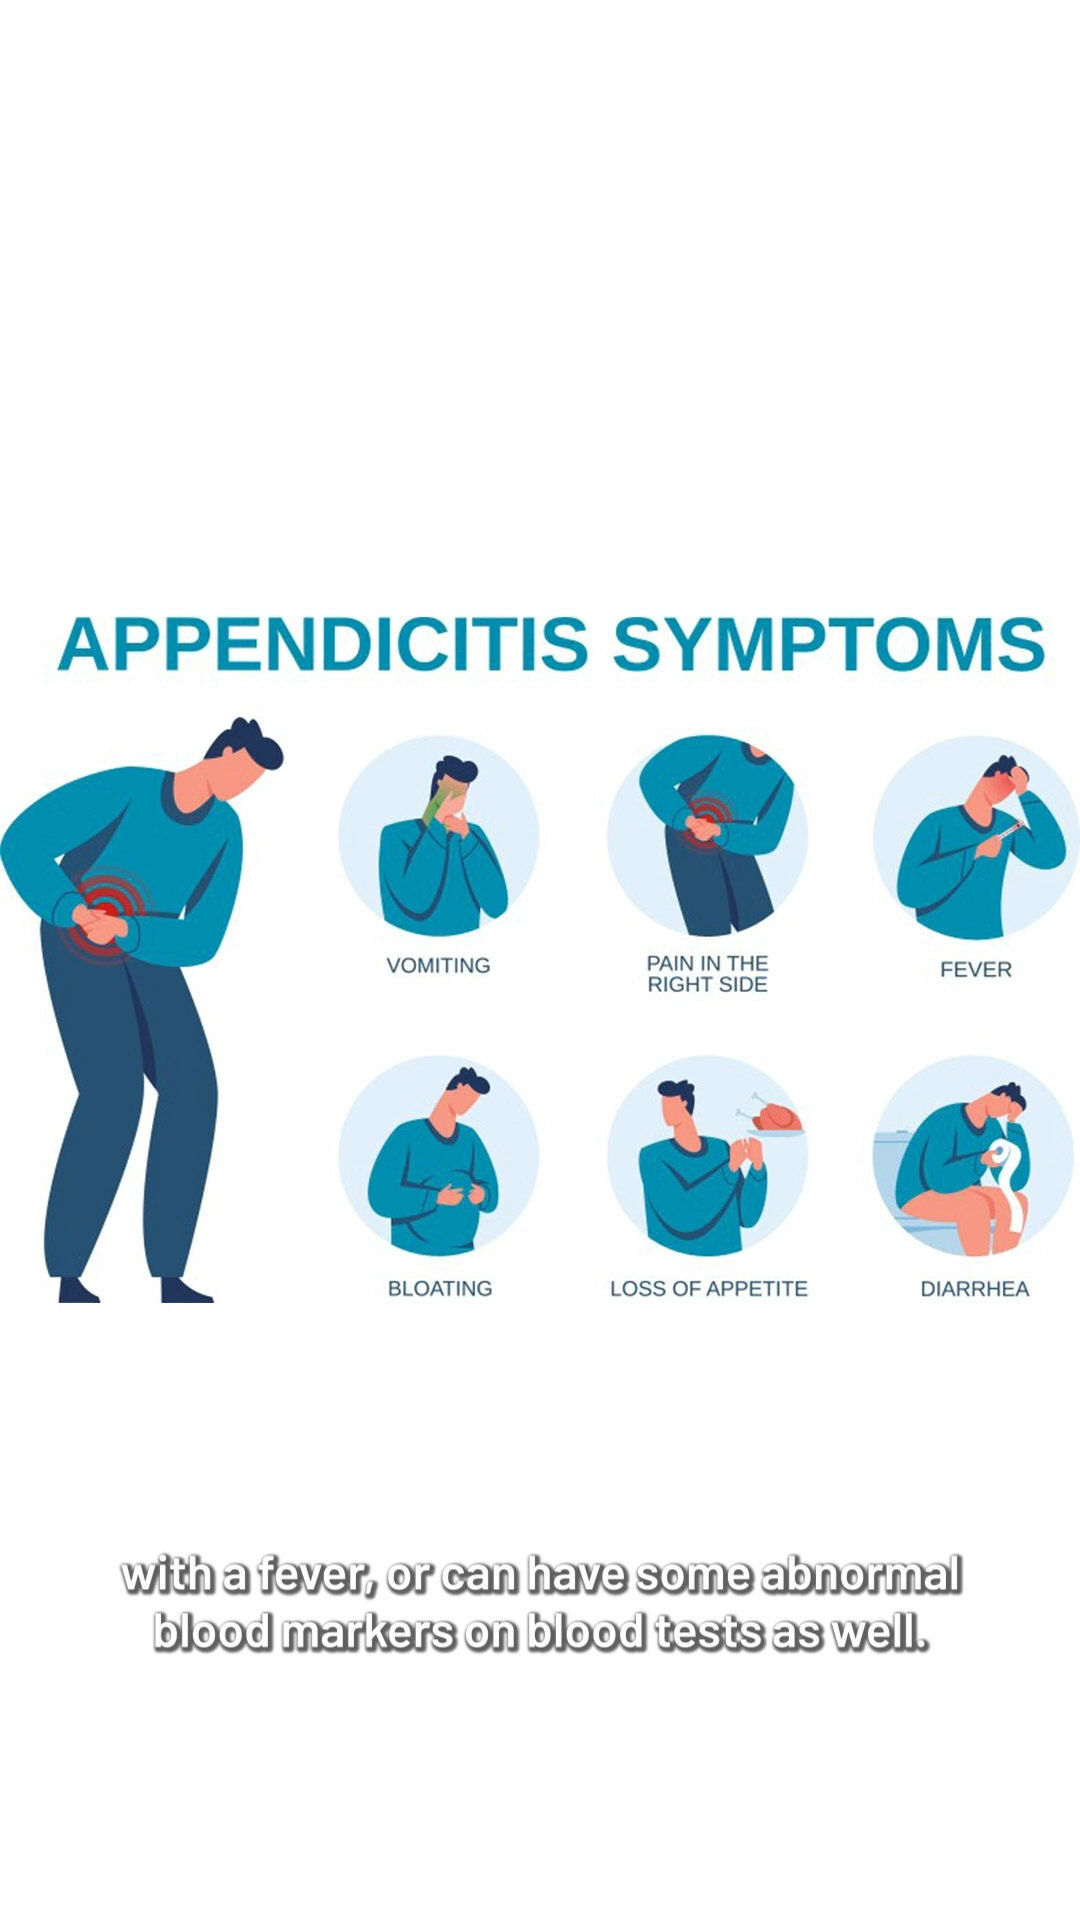 APPENDICITIS SYMPTOMS
VOMITING
PAIN IN THE
RIGHT SIDE
FEVER
BLOATING
LOSS OF APPETITE
DIARRHEA
with a fever, or can have some abnormal
blood markers on blood tests as well.